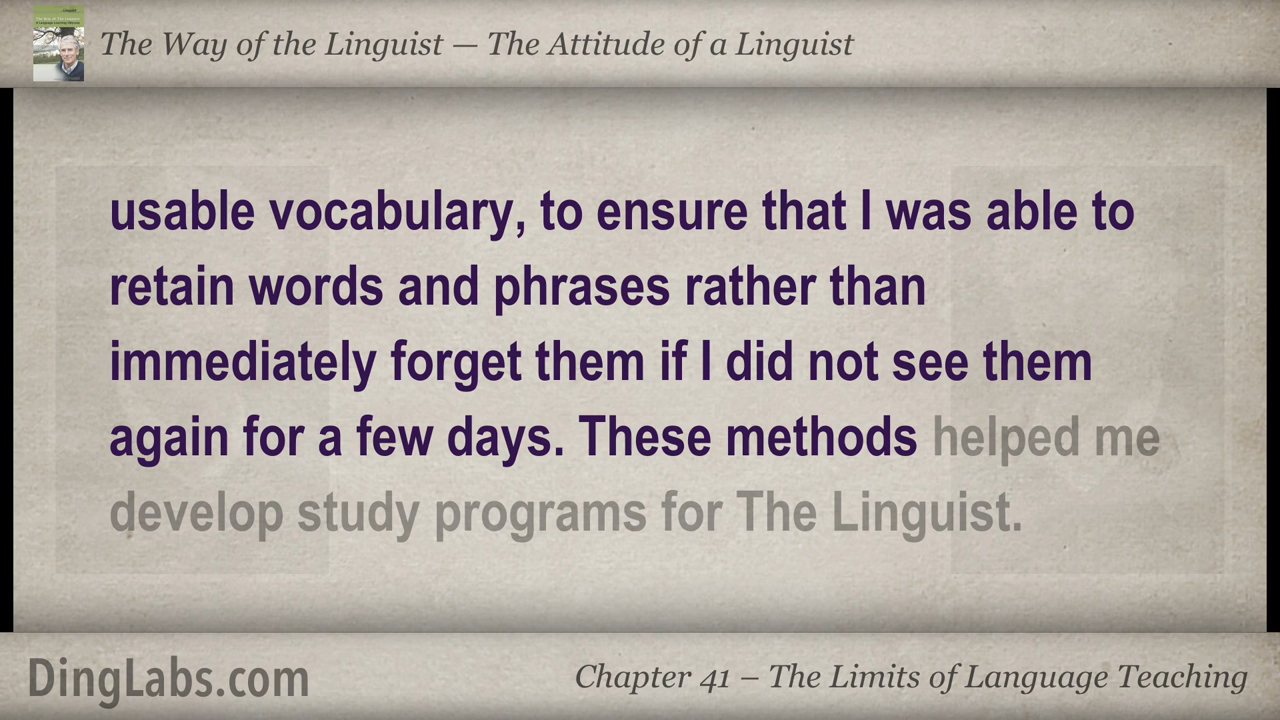 The Way of the Linguist — The Attitude of a Linguist
usable vocabulary, to ensure that I was able to
retain words and phrases rather than
immediately forget them if I did not see them
again for a few days. These methods helped me
develop study programs for The Linguist.
DingLabs.com
Chapter 41 – The Limits of Language Teaching